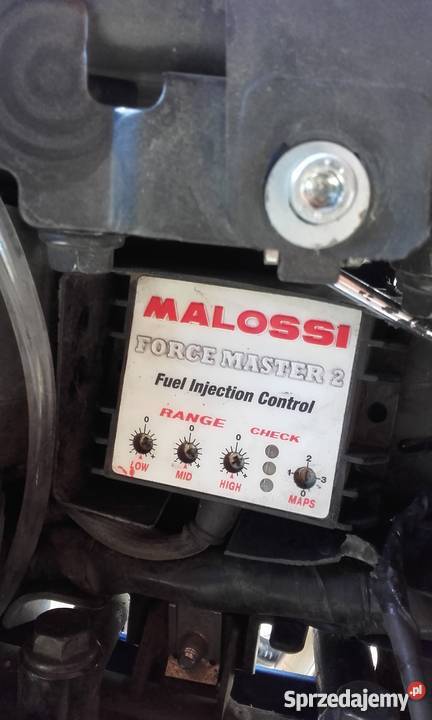 MALOSSI
FORCE MASTER 2
Fuel Injection Control
RANGE CHECK
0 0 0 2
1 3
- + - + - + 0
LOW MID HIGH MAPS
Sprzedajemy.pl